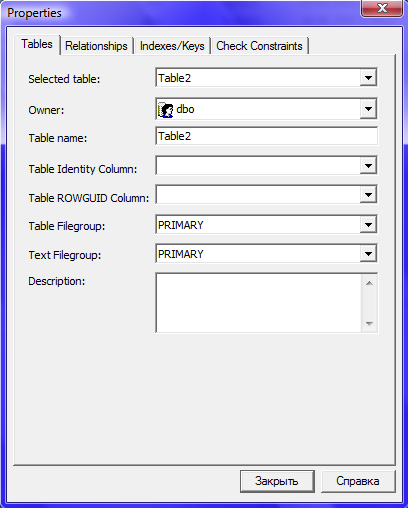 Properties
Tables Relationships Indexes/Keys Check Constraints
Selected table: Table2
Owner: dbo
Table name: Table2
Table Identity Column:
Table ROWGUID Column:
Table Filegroup: PRIMARY
Text Filegroup: PRIMARY
Description:
Закрыть Справка